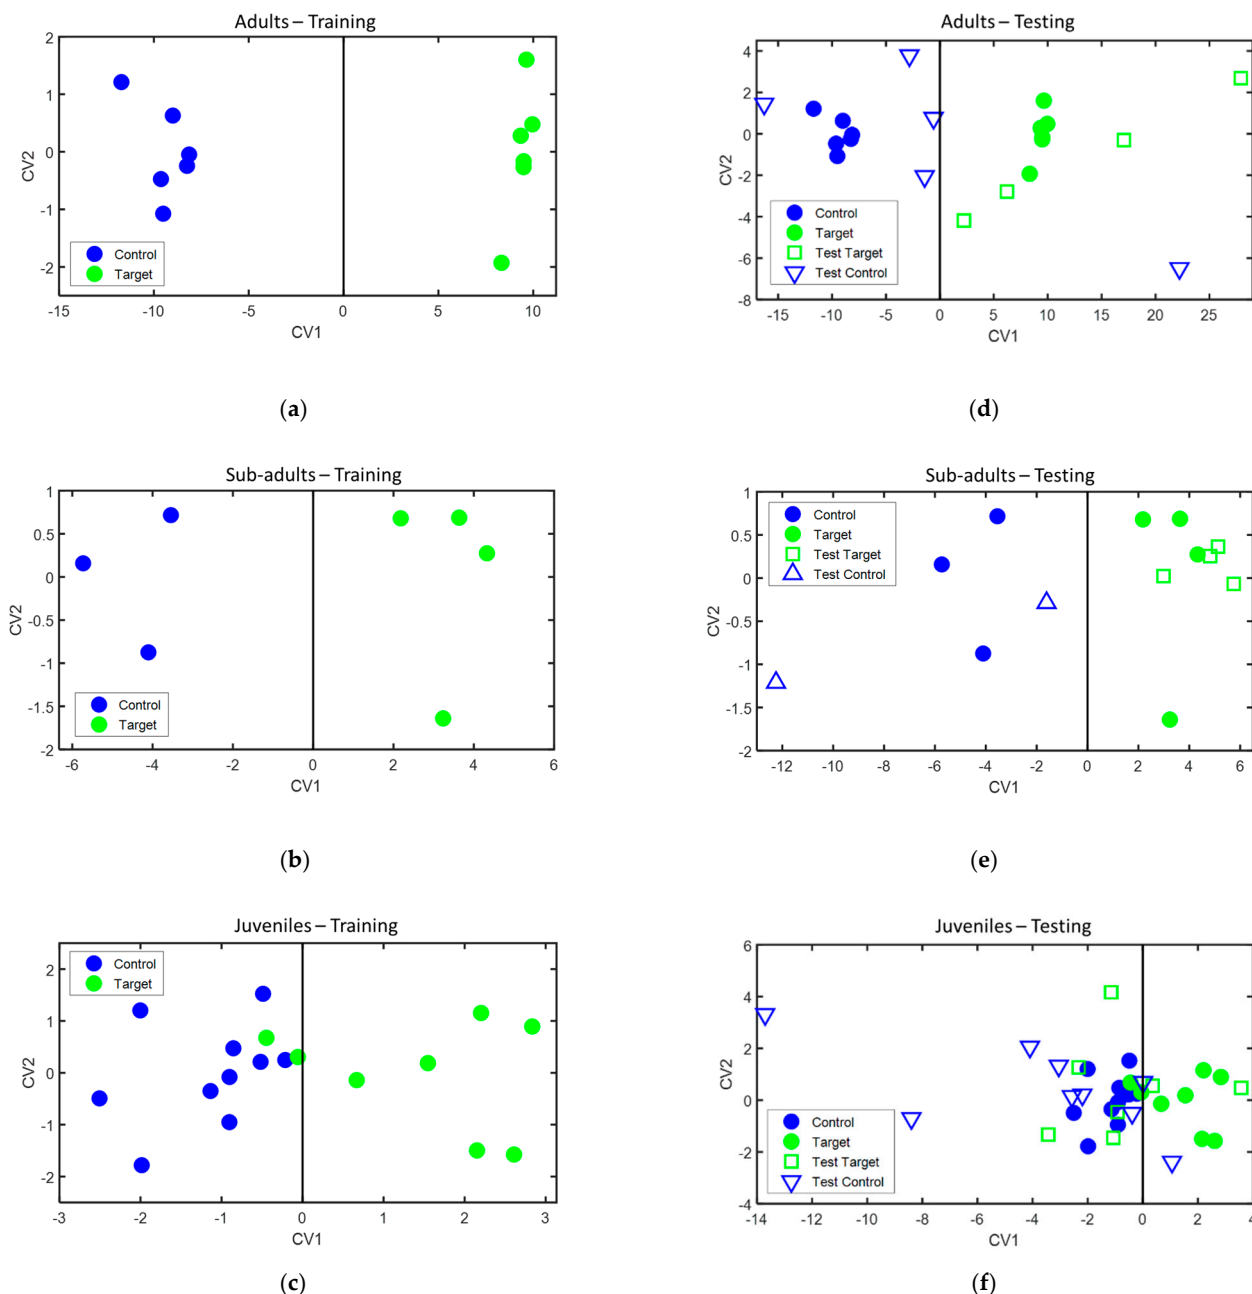 Adults – Training
2
1
0
-1
-2
CV2
Control
Target
-15
-10
-5
0
5
10
CV1
(a)
Adults – Testing
4
2
0
-2
-4
-6
-8
CV2
Control
Target
Test Target
Test Control
-15
-10
-5
0
5
10
15
20
25
CV1
(d)
Sub-adults – Training
1
0.5
0
-0.5
-1
-1.5
-2
CV2
Control
Target
-6
-4
-2
0
2
4
6
CV1
(b)
Sub-adults – Testing
1
0.5
0
-0.5
-1
-1.5
-2
CV2
Control
Target
Test Target
Test Control
-12
-10
-8
-6
-4
-2
0
2
4
6
CV1
(e)
Juveniles – Training
2
1
0
-1
-2
CV2
Control
Target
-3
-2
-1
0
1
2
3
CV1
(c)
Juveniles – Testing
6
4
2
0
-2
-4
CV2
Control
Target
Test Target
Test Control
-14
-12
-10
-8
-6
-4
-2
0
2
4
CV1
(f)